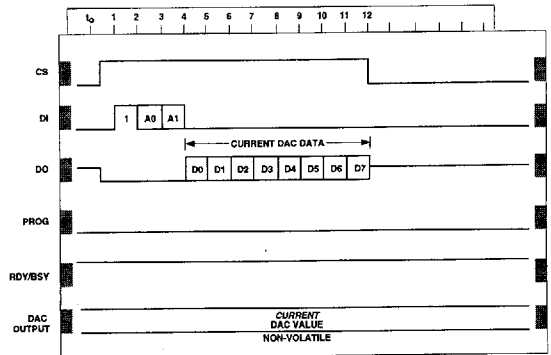 to 1 2 3 4 5 6 7 8 9 10 11 12
CS
DI 1 A0 A1
CURRENT DAC DATA
DO D0 D1 D2 D3 D4 D5 D6 D7
PROG
RDY/BSY
DAC OUTPUT
CURRENT
DAC VALUE
NON-VOLATILE